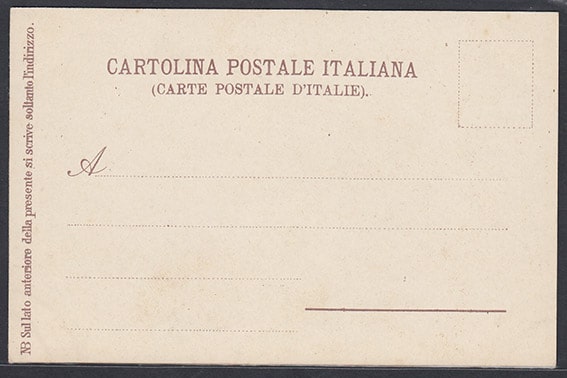 CARTOLINA POSTALE ITALIANA
(CARTE POSTALE D'ITALIE).
A
NB Sul lato anteriore della presente si scrive soltanto l'indirizzo.